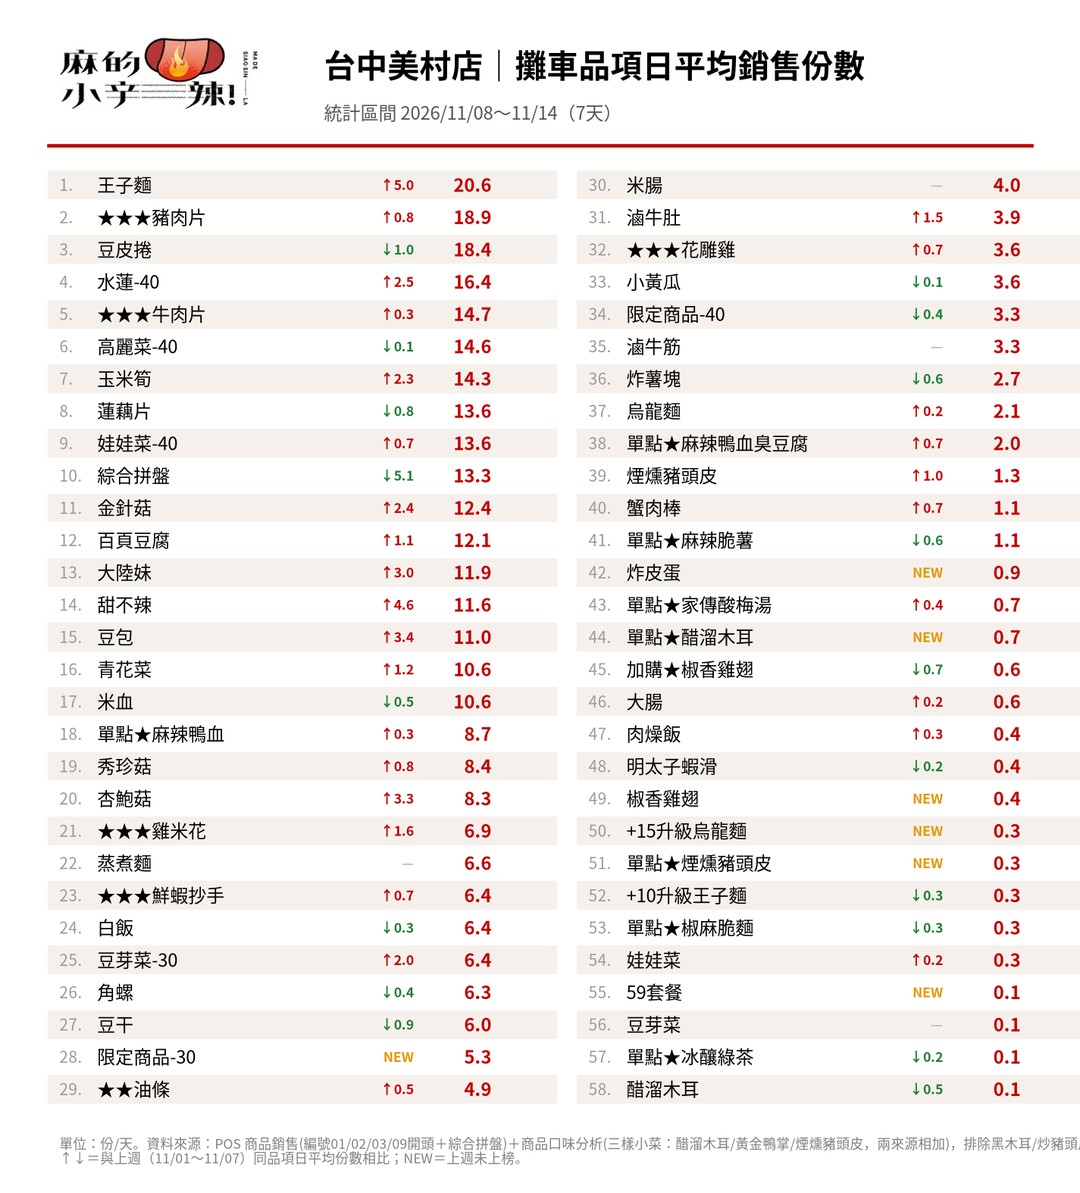 麻的
小辛辣!
MADE
SIAO SIN LA
台中美村店｜攤車品項日平均銷售份數
統計區間 2026/11/08～11/14（7天）
1. 王子麵 ↑5.0 20.6
2. ★★★豬肉片 ↑0.8 18.9
3. 豆皮捲 ↓1.0 18.4
4. 水蓮-40 ↑2.5 16.4
5. ★★★牛肉片 ↑0.3 14.7
6. 高麗菜-40 ↓0.1 14.6
7. 玉米筍 ↑2.3 14.3
8. 蓮藕片 ↓0.8 13.6
9. 娃娃菜-40 ↑0.7 13.6
10. 綜合拼盤 ↓5.1 13.3
11. 金針菇 ↑2.4 12.4
12. 百頁豆腐 ↑1.1 12.1
13. 大陸妹 ↑3.0 11.9
14. 甜不辣 ↑4.6 11.6
15. 豆包 ↑3.4 11.0
16. 青花菜 ↑1.2 10.6
17. 米血 ↓0.5 10.6
18. 單點★麻辣鴨血 ↑0.3 8.7
19. 秀珍菇 ↑0.8 8.4
20. 杏鮑菇 ↑3.3 8.3
21. ★★★雞米花 ↑1.6 6.9
22. 蒸煮麵 — 6.6
23. ★★★鮮蝦抄手 ↑0.7 6.4
24. 白飯 ↓0.3 6.4
25. 豆芽菜-30 ↑2.0 6.4
26. 角螺 ↓0.4 6.3
27. 豆干 ↓0.9 6.0
28. 限定商品-30 NEW 5.3
29. ★★油條 ↑0.5 4.9
30. 米腸 — 4.0
31. 滷牛肚 ↑1.5 3.9
32. ★★★花雕雞 ↑0.7 3.6
33. 小黃瓜 ↓0.1 3.6
34. 限定商品-40 ↓0.4 3.3
35. 滷牛筋 — 3.3
36. 炸薯塊 ↓0.6 2.7
37. 烏龍麵 ↑0.2 2.1
38. 單點★麻辣鴨血臭豆腐 ↑0.7 2.0
39. 煙燻豬頭皮 ↑1.0 1.3
40. 蟹肉棒 ↑0.7 1.1
41. 單點★麻辣脆薯 ↓0.6 1.1
42. 炸皮蛋 NEW 0.9
43. 單點★家傳酸梅湯 ↑0.4 0.7
44. 單點★醋溜木耳 NEW 0.7
45. 加購★椒香雞翅 ↓0.7 0.6
46. 大腸 ↑0.2 0.6
47. 肉燥飯 ↑0.3 0.4
48. 明太子蝦滑 ↓0.2 0.4
49. 椒香雞翅 NEW 0.4
50. +15升級烏龍麵 NEW 0.3
51. 單點★煙燻豬頭皮 NEW 0.3
52. +10升級王子麵 ↓0.3 0.3
53. 單點★椒麻脆麵 ↓0.3 0.3
54. 娃娃菜 ↑0.2 0.3
55. 59套餐 NEW 0.1
56. 豆芽菜 — 0.1
57. 單點★冰釀綠茶 ↓0.2 0.1
58. 醋溜木耳 ↓0.5 0.1
單位：份/天。資料來源：POS 商品銷售(編號01/02/03/09開頭＋綜合拼盤)＋商品口味分析(三樣小菜：醋溜木耳/黃金鴨掌/煙燻豬頭皮，兩來源相加)，排除黑木耳/炒豬頭
↑↓＝與上週（11/01～11/07）同品項日平均份數相比；NEW＝上週未上榜。